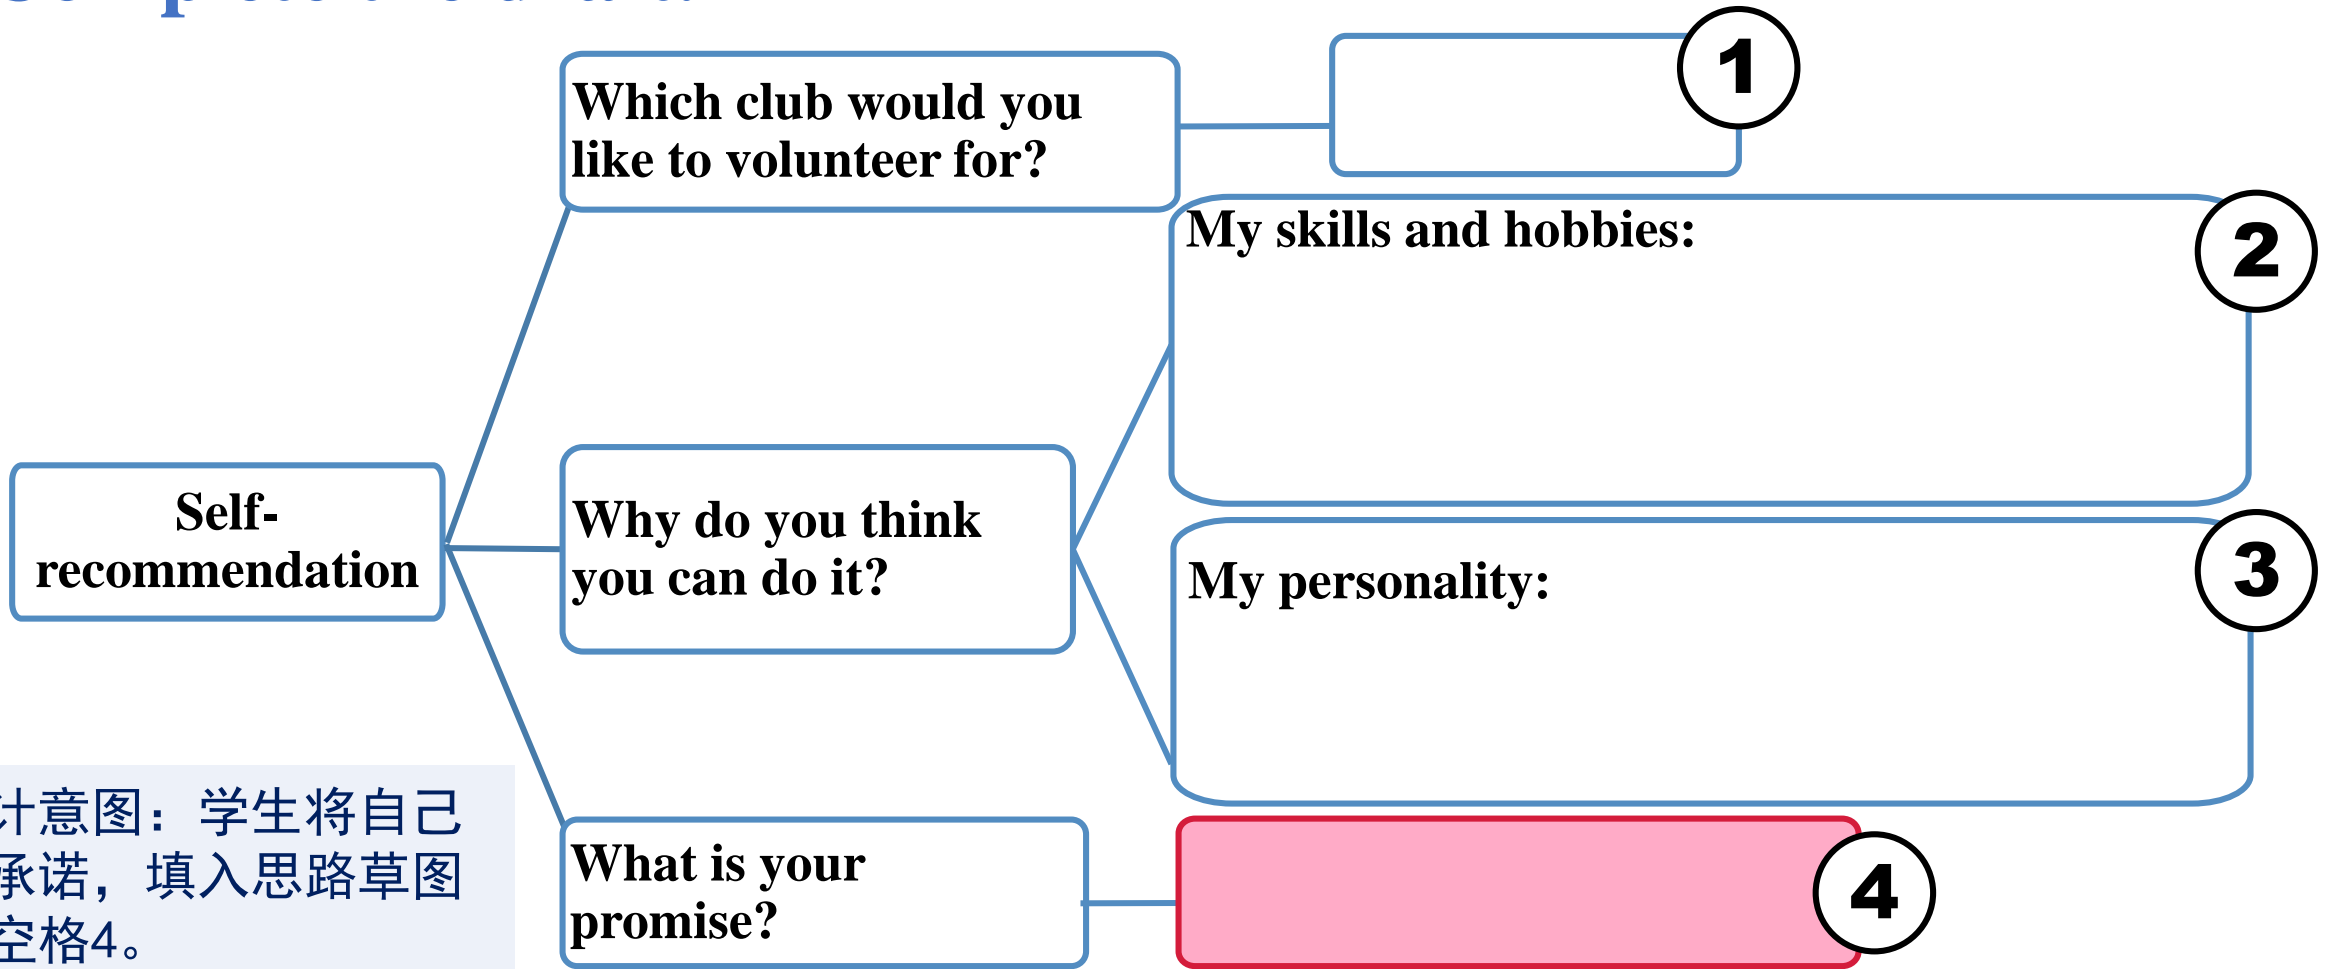 Which club would you
like to volunteer for?
1
My skills and hobbies:
2
Self-
recommendation
Why do you think
you can do it?
My personality:
3
What is your
promise?
4
计意图：学生将自己
承诺，填入思路草图
空格4。